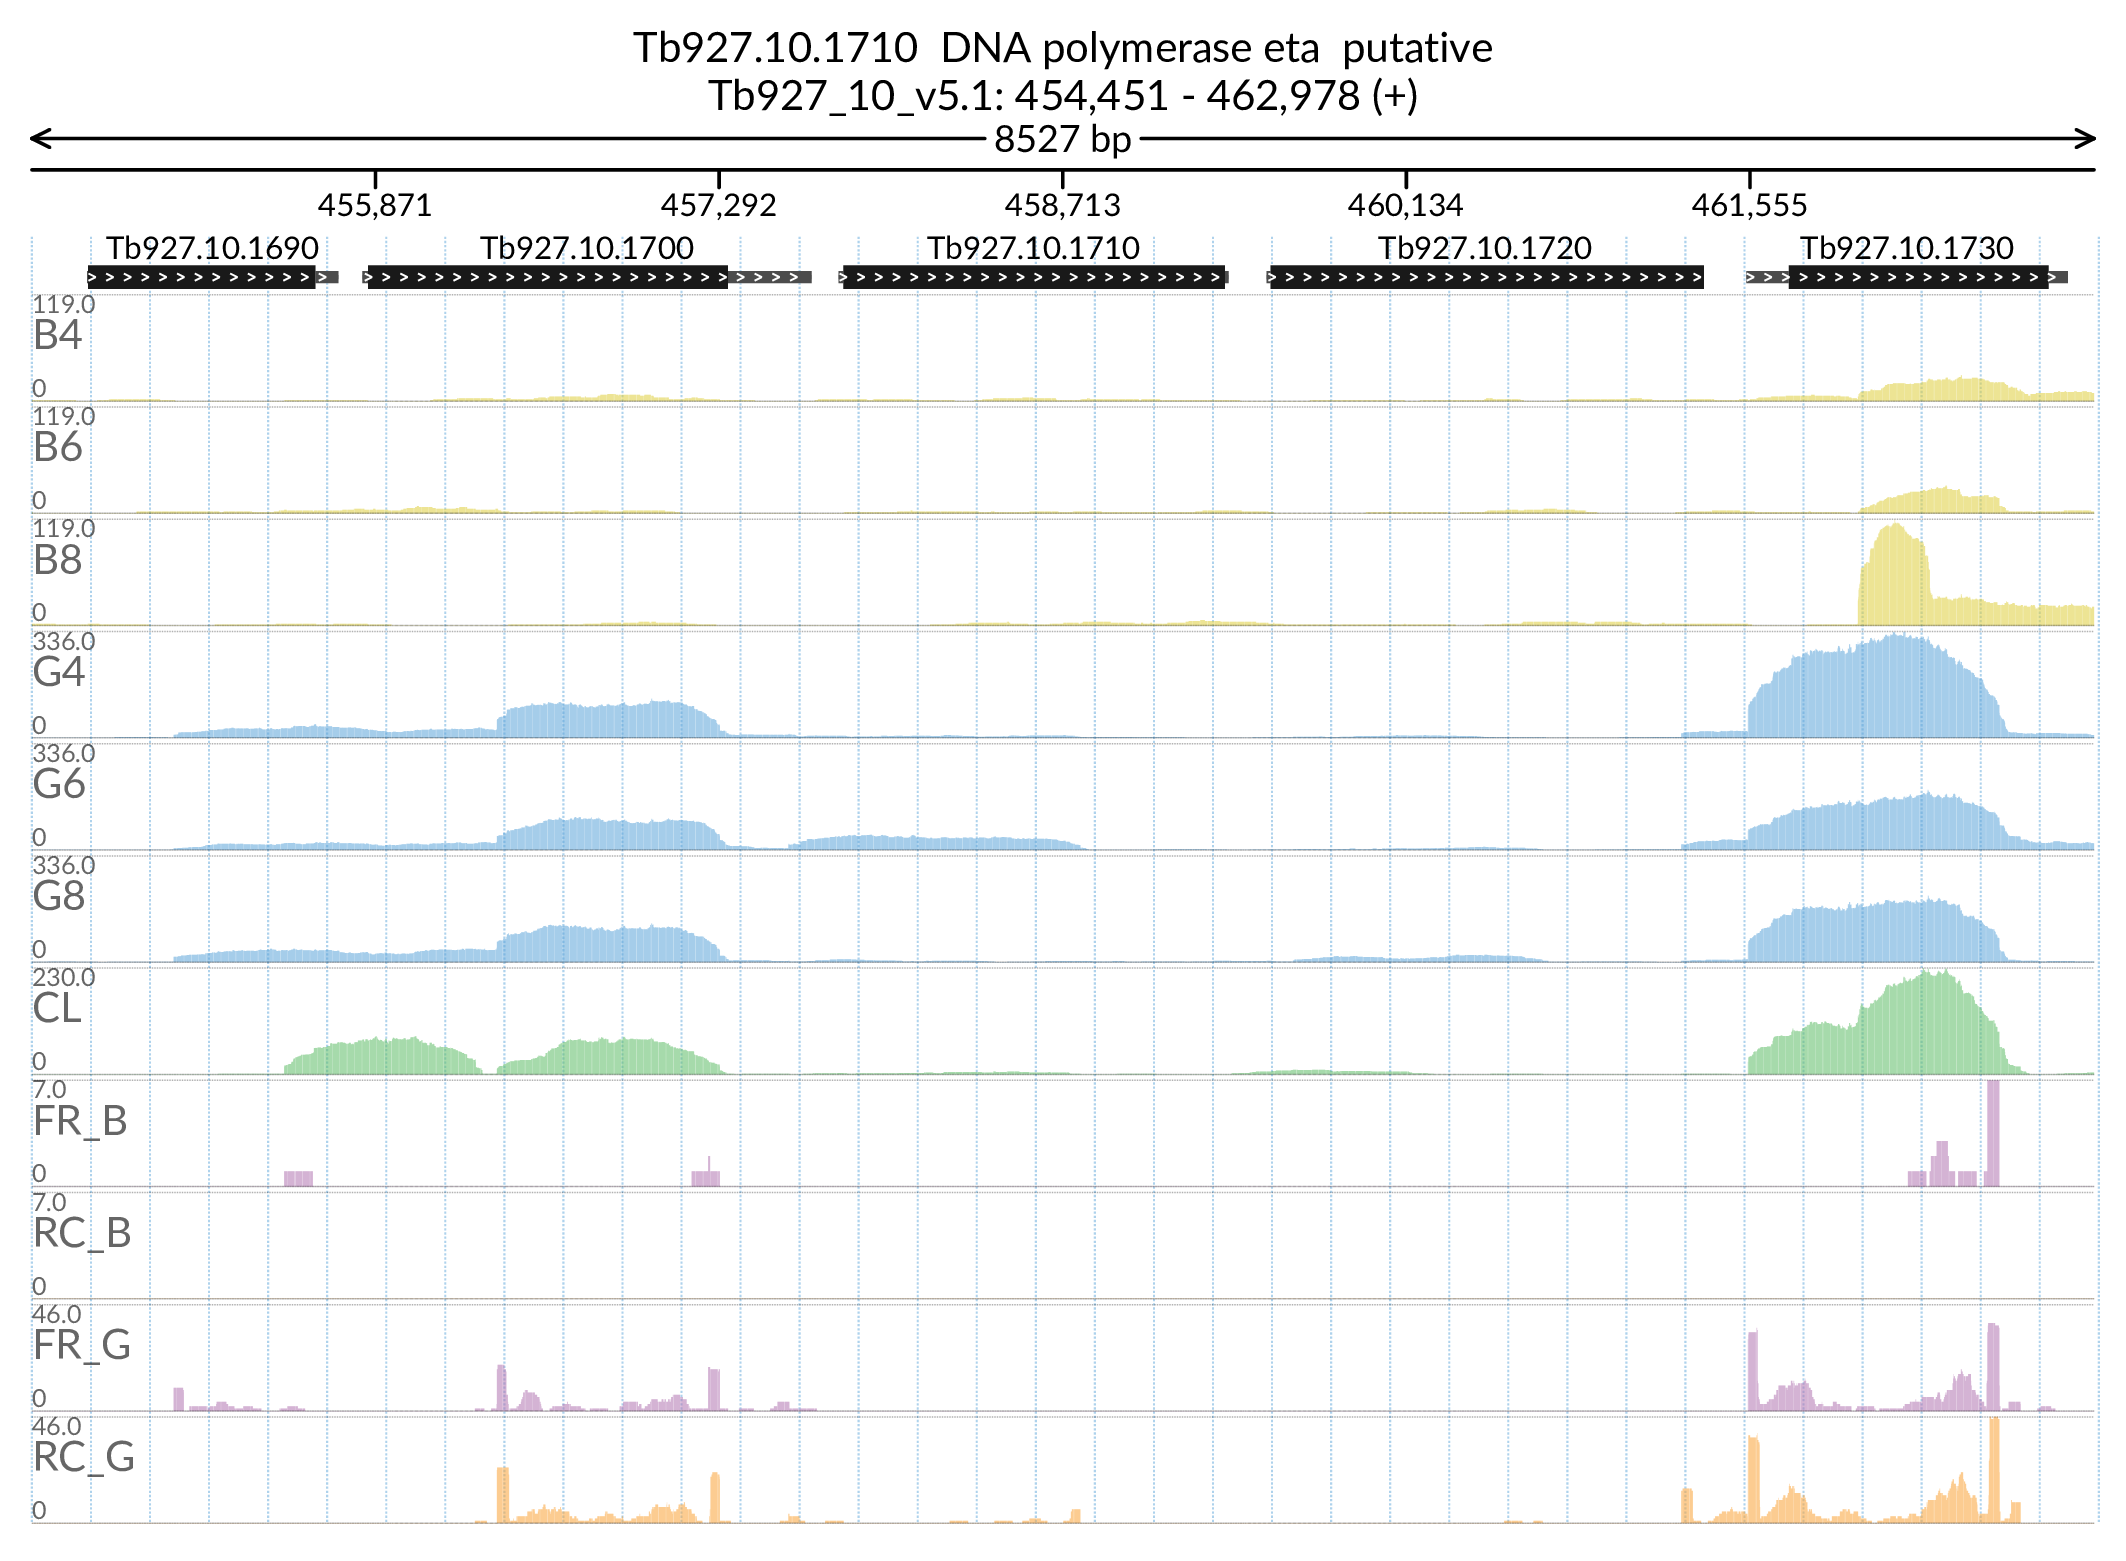 Tb927.10.1710  DNA polymerase eta  putative
Tb927_10_v5.1: 454,451 - 462,978 (+)
8527 bp
455,871 457,292 458,713 460,134 461,555
Tb927.10.1690 Tb927.10.1700 Tb927.10.1710 Tb927.10.1720 Tb927.10.1730
119.0
B4
0
119.0
B6
0
119.0
B8
0
336.0
G4
0
336.0
G6
0
336.0
G8
0
230.0
CL
0
7.0
FR_B
0
7.0
RC_B
0
46.0
FR_G
0
46.0
RC_G
0